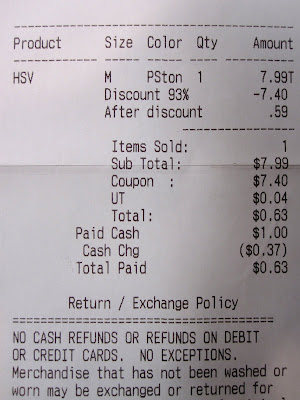 ------------------------------------
Product Size Color Qty Amount
------------------------------------
HSV M PSton 1 7.99T
Discount 93% -7.40
After discount .59
----------------
Items Sold: 1
Sub Total: $7.99
Coupon : $7.40
UT $0.04
Total: $0.63
Paid Cash $1.00
Cash Chg ($0.37)
Total Paid $0.63
Return / Exchange Policy
====================================
NO CASH REFUNDS OR REFUNDS ON DEBIT
OR CREDIT CARDS. NO EXCEPTIONS.
Merchandise that has not been washed or
worn may be exchanged or returned for